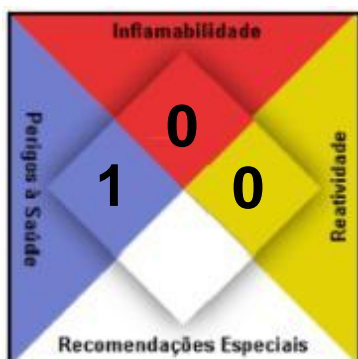 Inflamabilidade
0
Perigos à Saúde
1
0
Reatividade
Recomendações Especiais